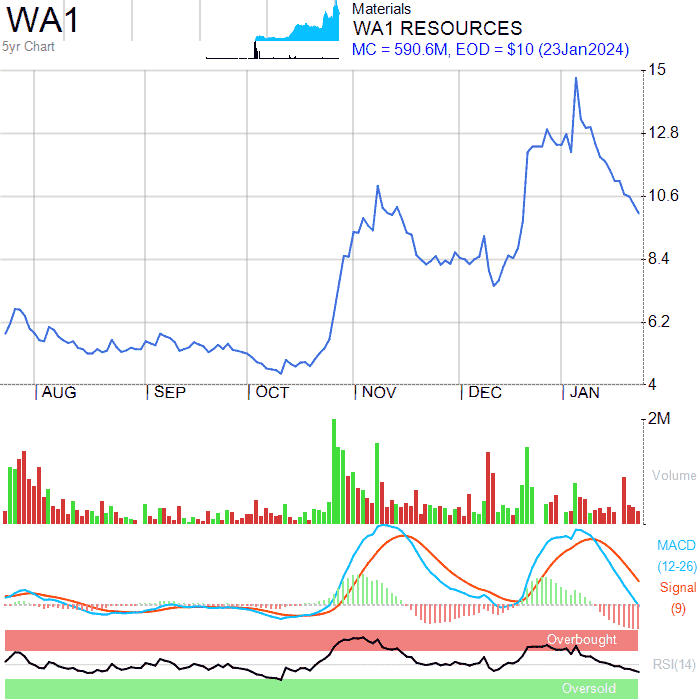 WA1
5yr Chart
Materials
WA1 RESOURCES
MC = 590.6M, EOD = $10 (23Jan2024)
15
12.8
10.6
8.4
6.2
4
AUG SEP OCT NOV DEC JAN
2M
Volume
MACD
(12-26)
Signal
(9)
Overbought
RSI(14)
Oversold